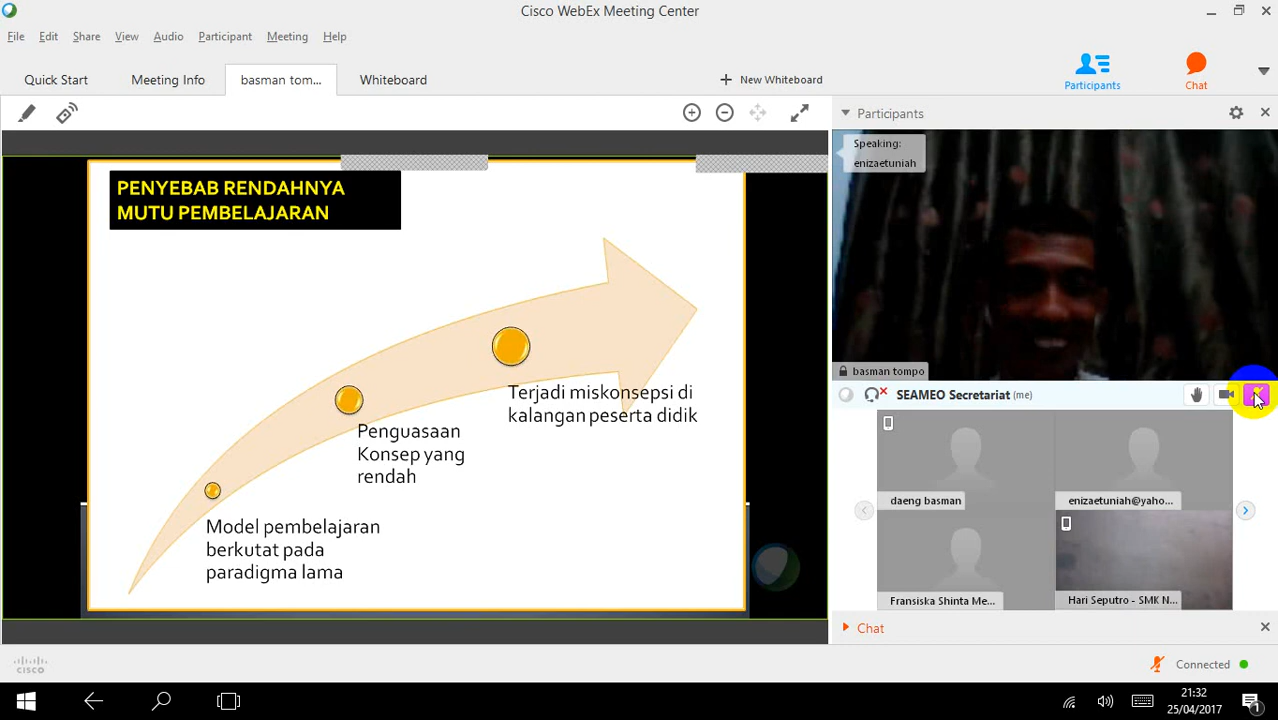 Cisco WebEx Meeting Center
File Edit Share View Audio Participant Meeting Help
Quick Start Meeting Info basman tom... Whiteboard + New Whiteboard
Participants Chat
Participants
Speaking:
enizaetuniah
PENYEBAB RENDAHNYA
MUTU PEMBELAJARAN
Terjadi miskonsepsi di
kalangan peserta didik
Penguasaan
Konsep yang
rendah
Model pembelajaran
berkutat pada
paradigma lama
basman tompo
SEAMEO Secretariat (me)
daeng basman
enizaetuniah@yaho...
Fransiska Shinta Me...
Hari Seputro - SMK N...
Chat
cisco
Connected
21:32
25/04/2017
1